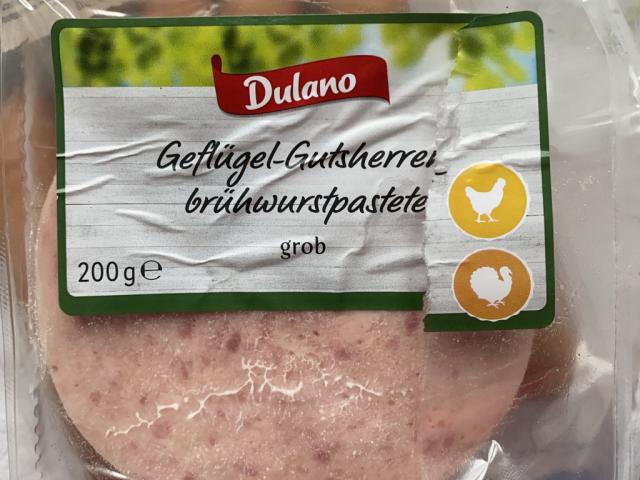 Dulano
Geflügel-Gutsherren
brühwurstpastete
grob
200 g ℮